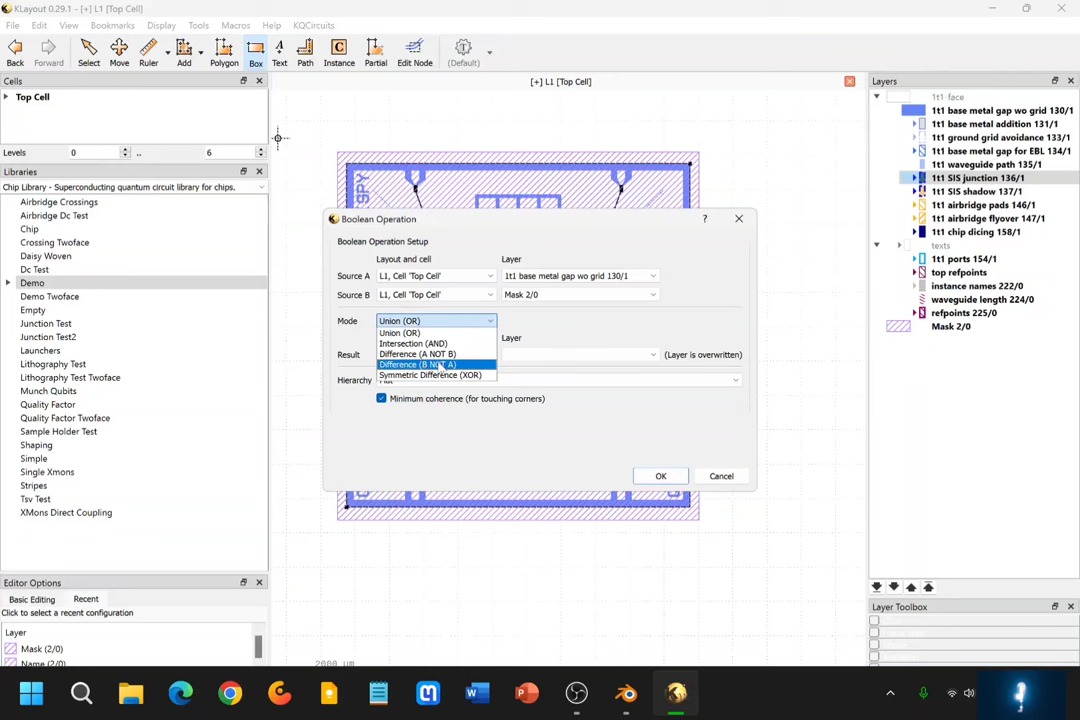 KLayout 0.29.1 - [+] L1 [Top Cell]
File Edit View Bookmarks Display Tools Macros Help KQCircuits
Back Forward Select Move Ruler Add Polygon Box Text Path Instance Partial Edit Node (Default)
Cells
[+] L1 [Top Cell]
Layers
Top Cell
Levels 0 .. 6
Libraries
Chip Library - Superconducting quantum circuit library for chips.
Airbridge Crossings
Airbridge Dc Test
Chip
Crossing Twoface
Daisy Woven
Dc Test
Demo
Demo Twoface
Empty
Junction Test
Junction Test2
Launchers
Lithography Test
Lithography Test Twoface
Munch Qubits
Quality Factor
Quality Factor Twoface
Sample Holder Test
Shaping
Simple
Single Xmons
Stripes
Tsv Test
XMons Direct Coupling
Editor Options
Basic Editing Recent
Click to select a recent configuration
Layer
Mask (2/0)
Name (2/0)
Boolean Operation
?
Boolean Operation Setup
Layout and cell Layer
Source A L1, Cell 'Top Cell' 1t1 base metal gap wo grid 130/1
Source B L1, Cell 'Top Cell' Mask 2/0
Mode Union (OR)
Union (OR)
Intersection (AND)
Difference (A NOT B)
Difference (B NOT A)
Symmetric Difference (XOR)
Layer
Result (Layer is overwritten)
Hierarchy
Minimum coherence (for touching corners)
OK Cancel
1t1-face
1t1 base metal gap wo grid 130/1
1t1 base metal addition 131/1
1t1 ground grid avoidance 133/1
1t1 base metal gap for EBL 134/1
1t1 waveguide path 135/1
1t1 SIS junction 136/1
1t1 SIS shadow 137/1
1t1 airbridge pads 146/1
1t1 airbridge flyover 147/1
1t1 chip dicing 158/1
texts
1t1 ports 154/1
top refpoints
instance names 222/0
waveguide length 224/0
refpoints 225/0
Mask 2/0
Layer Toolbox